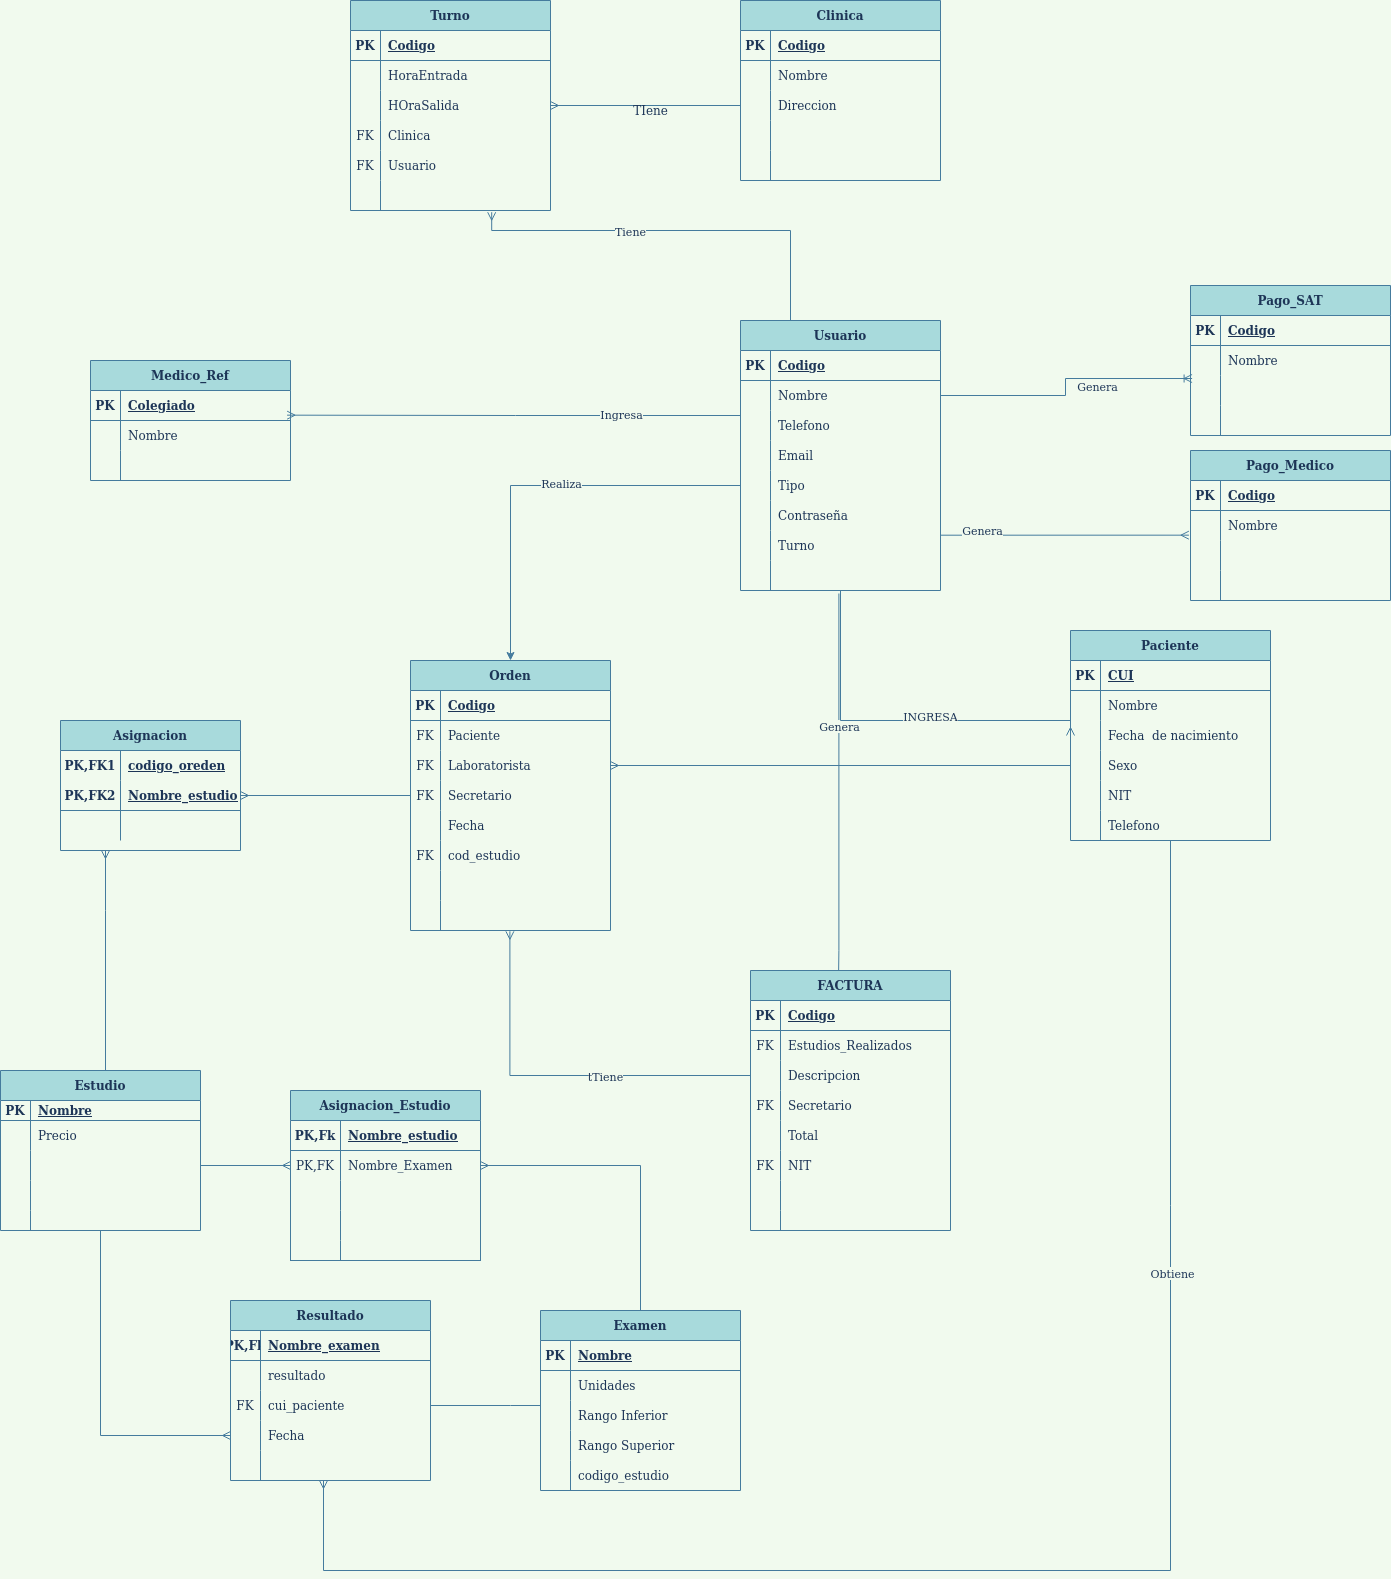 Turno
PK Codigo
HoraEntrada
HOraSalida
FK Clinica
FK Usuario
Clinica
PK Codigo
Nombre
Direccion
TIene
Tiene
Usuario
PK Codigo
Nombre
Telefono
Email
Tipo
Contraseña
Turno
Pago_SAT
PK Codigo
Nombre
Genera
Medico_Ref
PK Colegiado
Nombre
Ingresa
Realiza
Pago_Medico
PK Codigo
Nombre
Genera
Paciente
PK CUI
Nombre
Fecha de nacimiento
Sexo
NIT
Telefono
INGRESA
Genera
Orden
PK Codigo
FK Paciente
FK Laboratorista
FK Secretario
Fecha
FK cod_estudio
Asignacion
PK,FK1 codigo_oreden
PK,FK2 Nombre_estudio
FACTURA
PK Codigo
FK Estudios_Realizados
Descripcion
FK Secretario
Total
FK NIT
tTiene
Estudio
PK Nombre
Precio
Asignacion_Estudio
PK,Fk Nombre_estudio
PK,FK Nombre_Examen
Obtiene
Resultado
Nombre_examen
resultado
FK cui_paciente
Fecha
Examen
PK Nombre
Unidades
Rango Inferior
Rango Superior
codigo_estudio